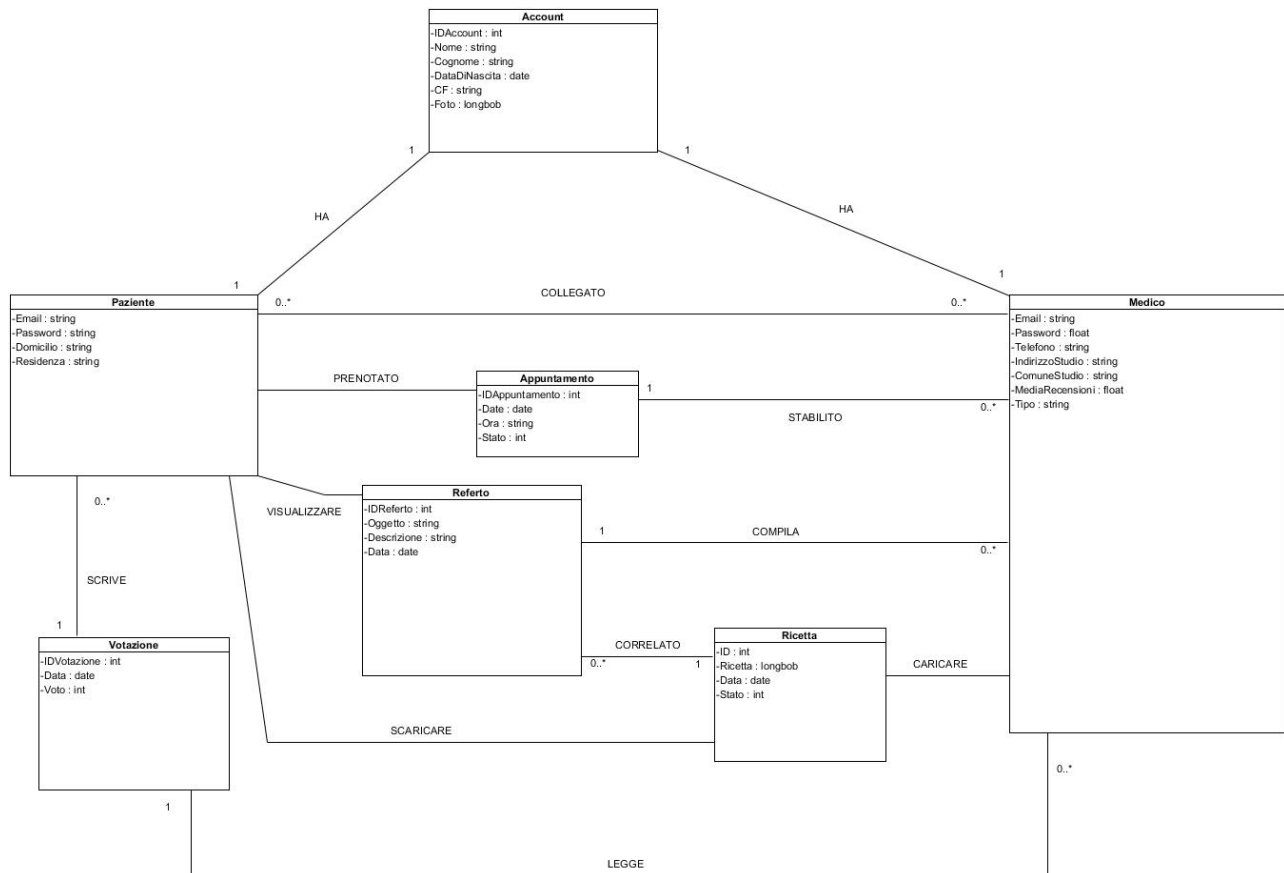 Account
-IDAccount : int
-Nome : string
-Cognome : string
-DataDiNascita : date
-CF : string
-Foto : longbob
1
1
HA
HA
1
1
Paziente
-Email : string
-Password : string
-Domicilio : string
-Residenza : string
0..*
COLLEGATO
0..*
Medico
-Email : string
-Password : float
-Telefono : string
-IndirizzoStudio : string
-ComuneStudio : string
-MediaRecensioni : float
-Tipo : string
PRENOTATO
Appuntamento
-IDAppuntamento : int
-Date : date
-Ora : string
-Stato : int
1
STABILITO
0..*
VISUALIZZARE
Referto
-IDReferto : int
-Oggetto : string
-Descrizione : string
-Data : date
1
COMPILA
0..*
0..*
SCRIVE
1
Votazione
-IDVotazione : int
-Data : date
-Voto : int
CORRELATO
0..*
1
Ricetta
-ID : int
-Ricetta : longbob
-Data : date
-Stato : int
CARICARE
SCARICARE
1
0..*
LEGGE